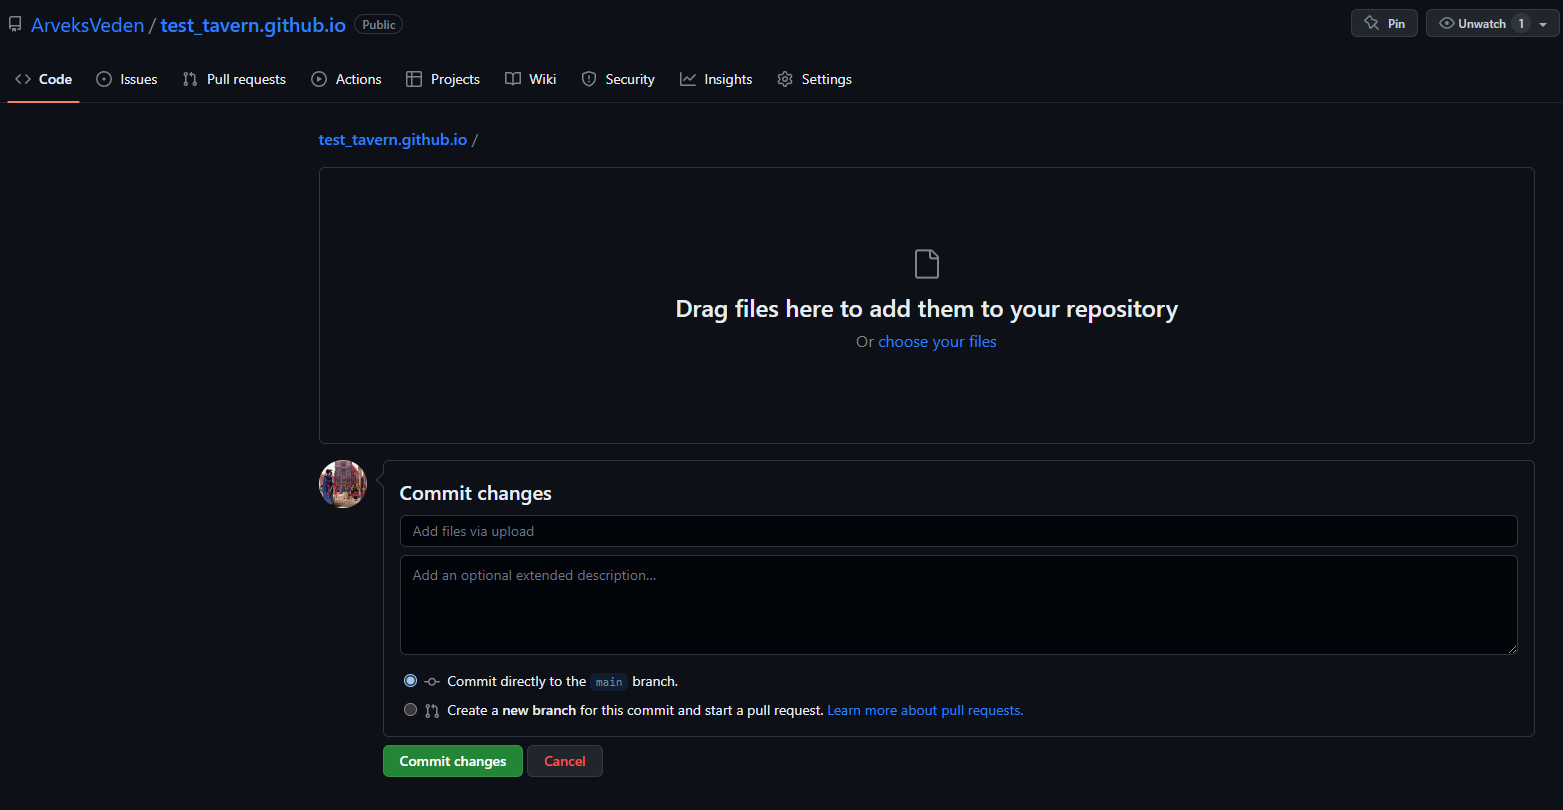 ArveksVeden / test_tavern.github.io Public
Pin
Unwatch 1
Code Issues Pull requests Actions Projects Wiki Security Insights Settings
test_tavern.github.io /
Drag files here to add them to your repository
Or choose your files
Commit changes
Add files via upload
Add an optional extended description...
Commit directly to the main branch.
Create a new branch for this commit and start a pull request. Learn more about pull requests.
Commit changes Cancel